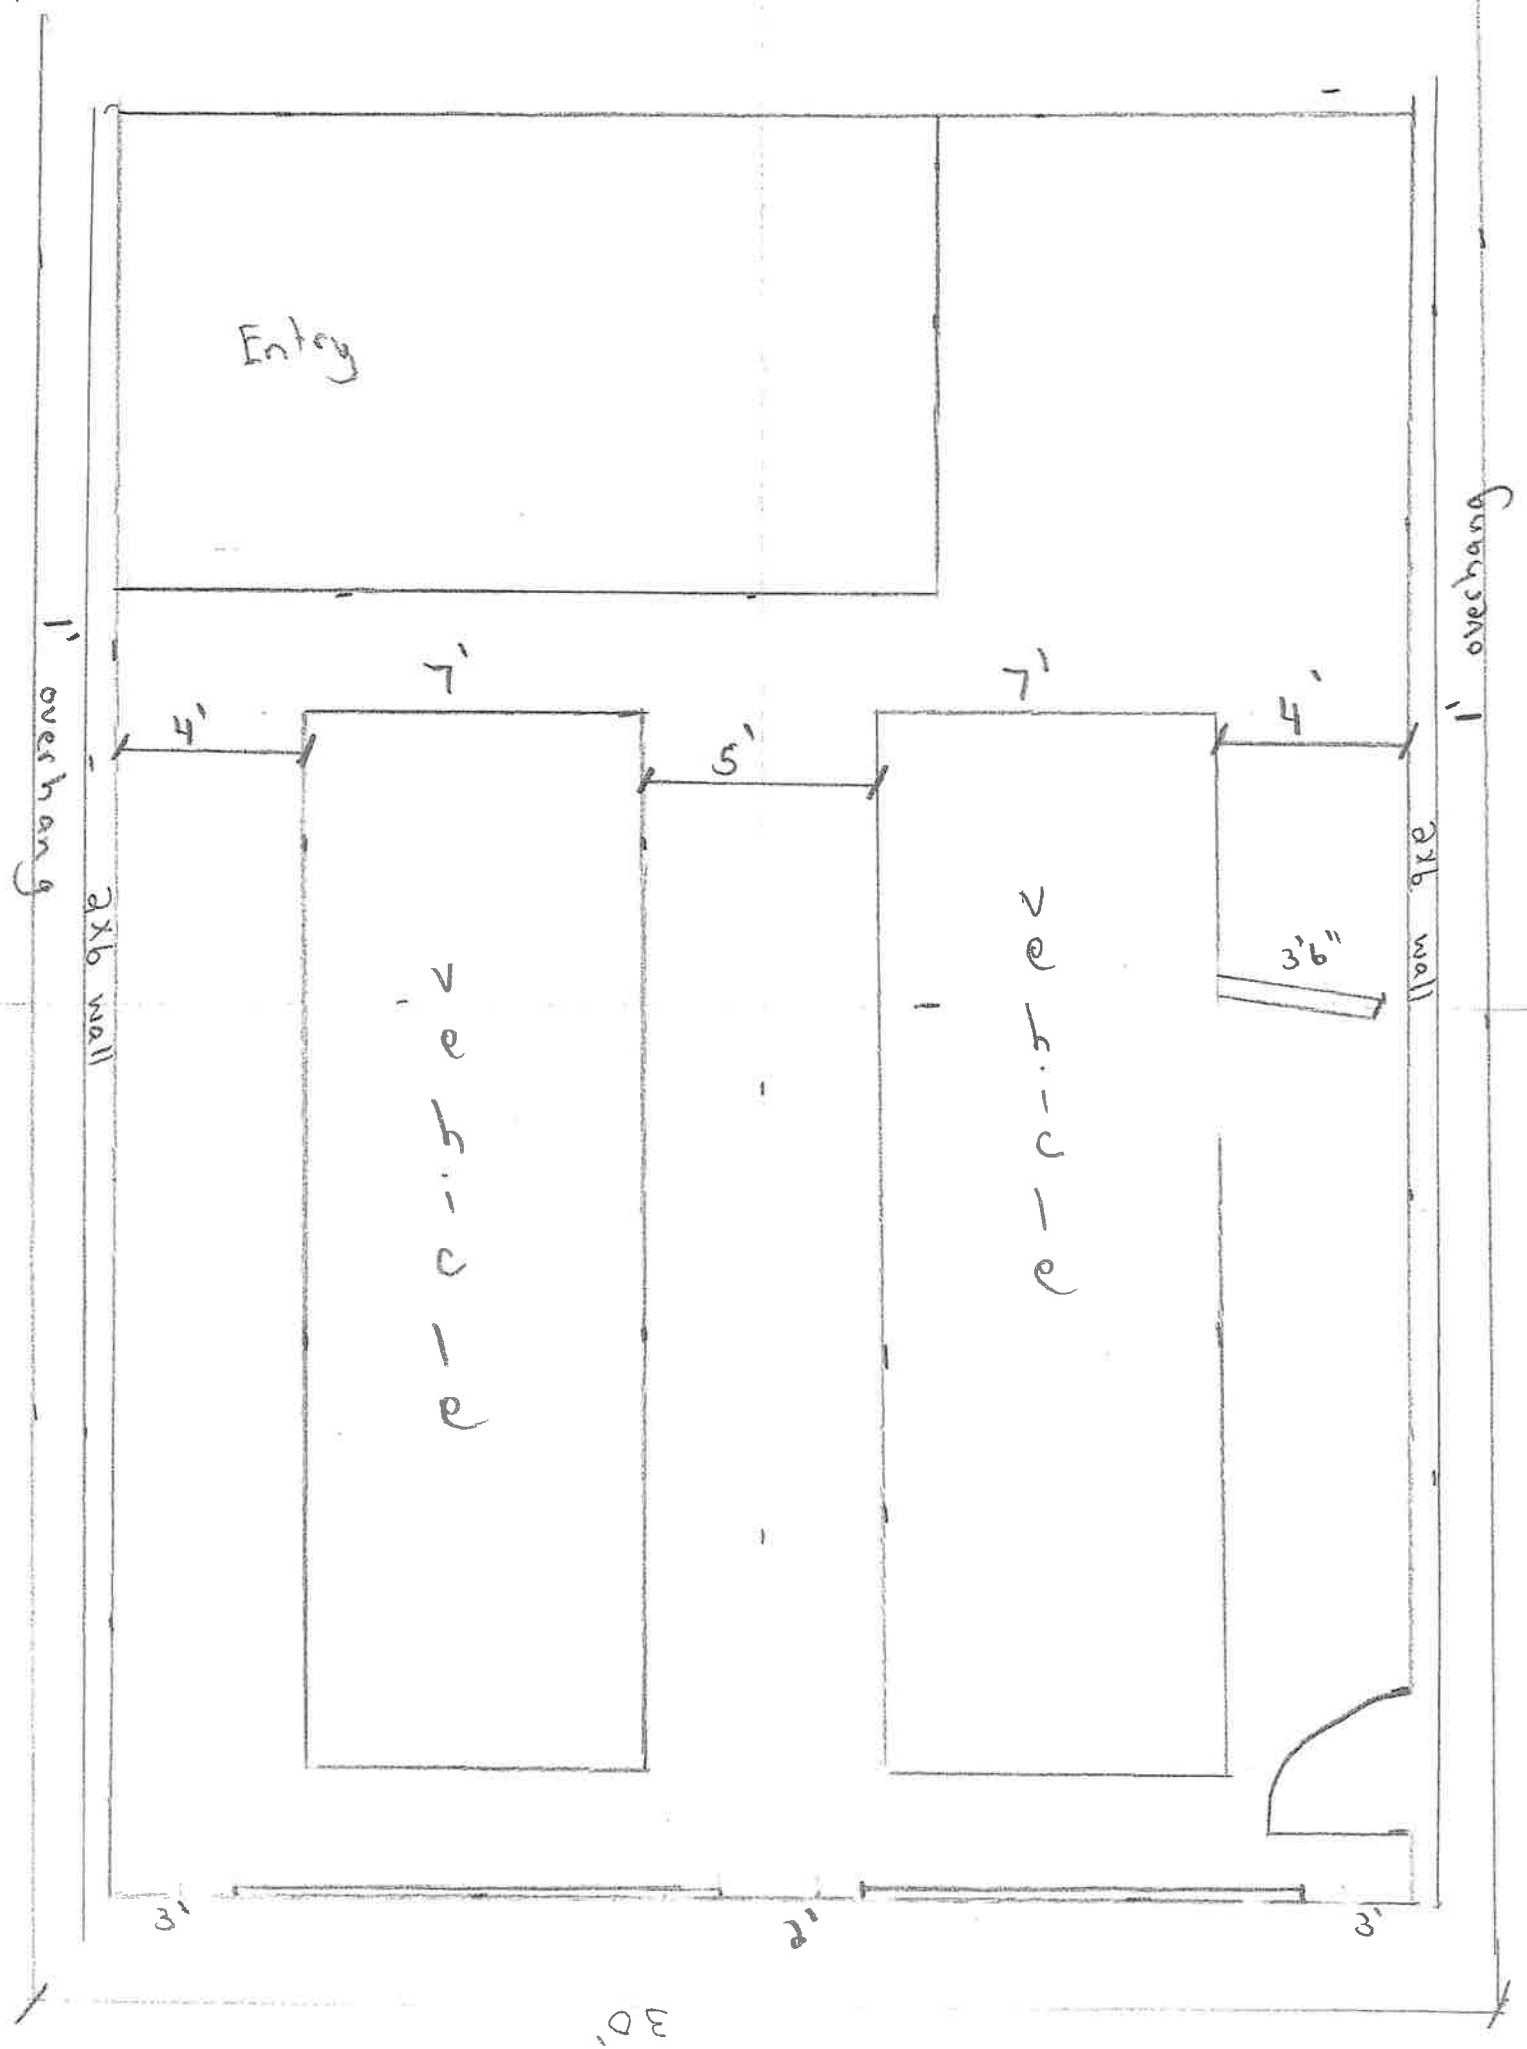 Entry
7'
7'
4'
5'
4'
1' overhang
1' overhang
2x6 wall
2x6 wall
3'6"
vehicle
vehicle
3'
2'
3'
30'